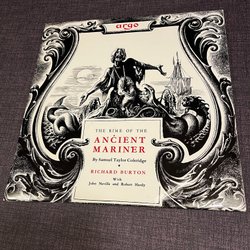 argo
THE RIME OF THE
ANCIENT
MARINER
By Samuel Taylor Coleridge
RICHARD BURTON
With
John Neville and Robert Hardy